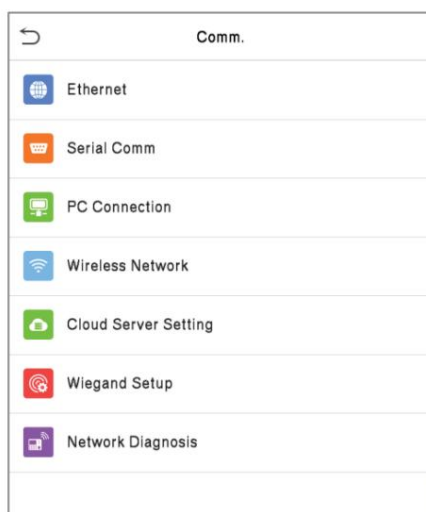 Comm.
Ethernet
Serial Comm
PC Connection
Wireless Network
Cloud Server Setting
Wiegand Setup
Network Diagnosis